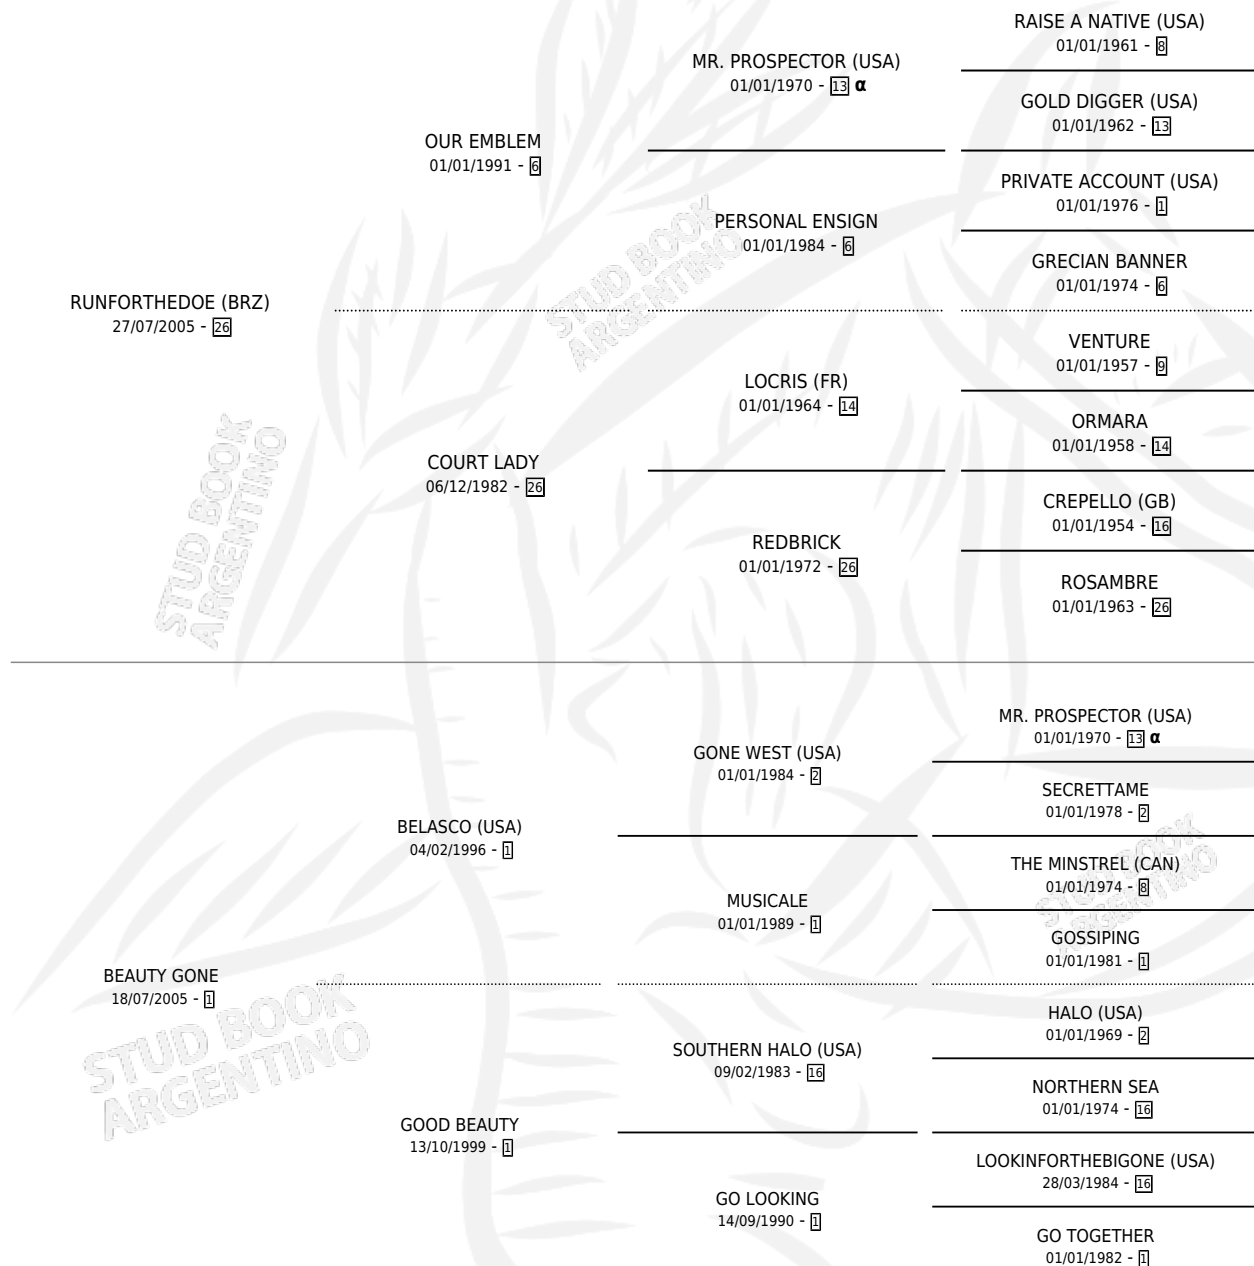 RAISE A NATIVE (USA)
01/01/1961 - 8
MR. PROSPECTOR (USA)
01/01/1970 - 13 α
GOLD DIGGER (USA)
01/01/1962 - 13
OUR EMBLEM
01/01/1991 - 6
PRIVATE ACCOUNT (USA)
01/01/1976 - 1
PERSONAL ENSIGN
01/01/1984 - 6
GRECIAN BANNER
01/01/1974 - 6
RUNFORTHEDOE (BRZ)
27/07/2005 - 26
VENTURE
01/01/1957 - 9
LOCRIS (FR)
01/01/1964 - 14
ORMARA
01/01/1958 - 14
COURT LADY
06/12/1982 - 26
CREPELLO (GB)
01/01/1954 - 16
REDBRICK
01/01/1972 - 26
ROSAMBRE
01/01/1963 - 26
MR. PROSPECTOR (USA)
01/01/1970 - 13 α
GONE WEST (USA)
01/01/1984 - 2
SECRETTAME
01/01/1978 - 2
BELASCO (USA)
04/02/1996 - 1
THE MINSTREL (CAN)
01/01/1974 - 8
MUSICALE
01/01/1989 - 1
GOSSIPING
01/01/1981 - 1
BEAUTY GONE
18/07/2005 - 1
HALO (USA)
01/01/1969 - 2
SOUTHERN HALO (USA)
09/02/1983 - 16
NORTHERN SEA
01/01/1974 - 16
GOOD BEAUTY
13/10/1999 - 1
LOOKINFORTHEBIGONE (USA)
28/03/1984 - 16
GO LOOKING
14/09/1990 - 1
GO TOGETHER
01/01/1982 - 1
STUD BOOK
ARGENTINO
STUD BOOK
ARGENTINO
STUD BOOK
ARGENTINO
STUD BOOK
ARGENTINO